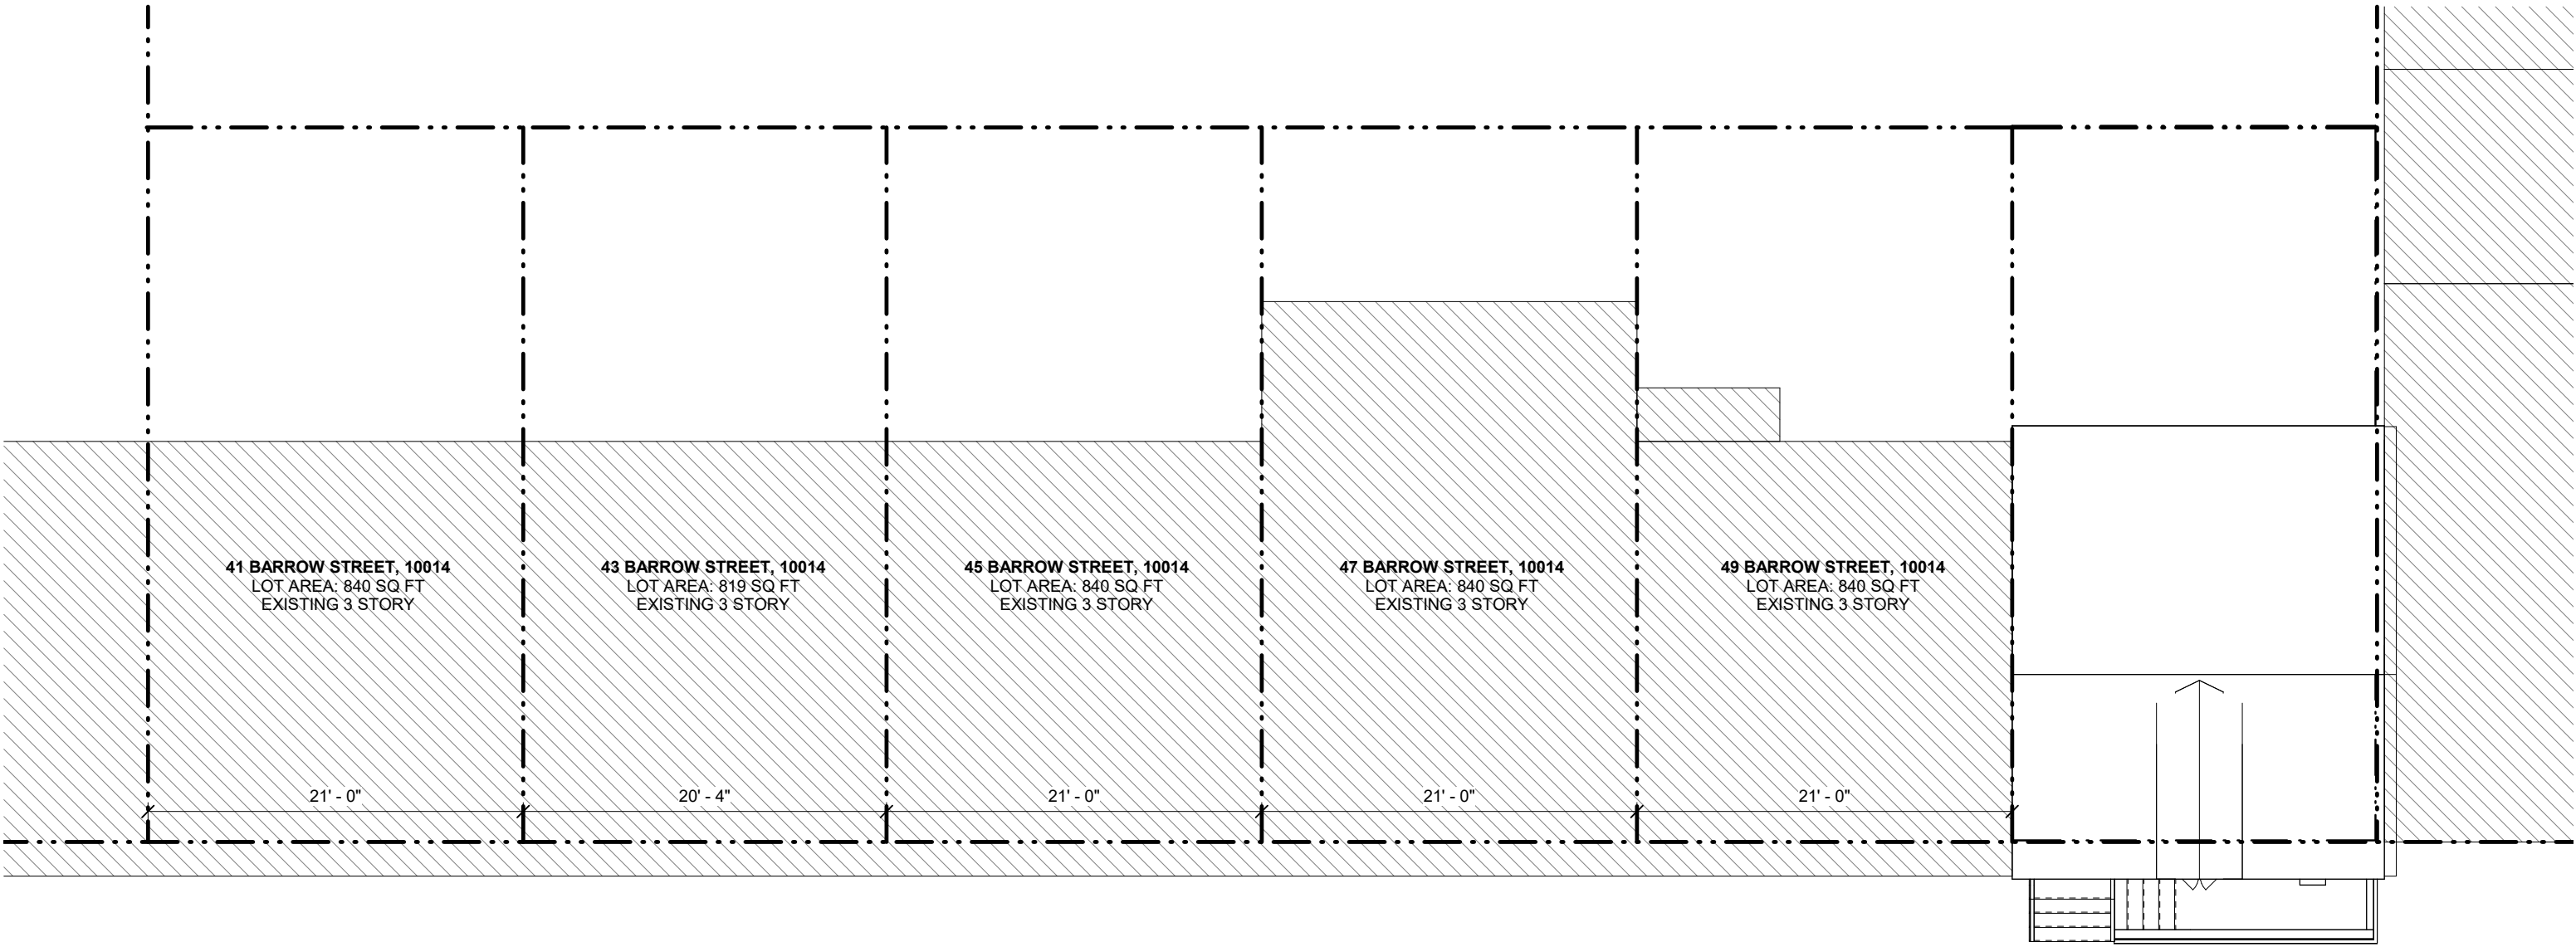 41 BARROW STREET, 10014
LOT AREA: 840 SQ FT
EXISTING 3 STORY
43 BARROW STREET, 10014
LOT AREA: 819 SQ FT
EXISTING 3 STORY
45 BARROW STREET, 10014
LOT AREA: 840 SQ FT
EXISTING 3 STORY
47 BARROW STREET, 10014
LOT AREA: 840 SQ FT
EXISTING 3 STORY
49 BARROW STREET, 10014
LOT AREA: 840 SQ FT
EXISTING 3 STORY
21' - 0"
20' - 4"
21' - 0"
21' - 0"
21' - 0"